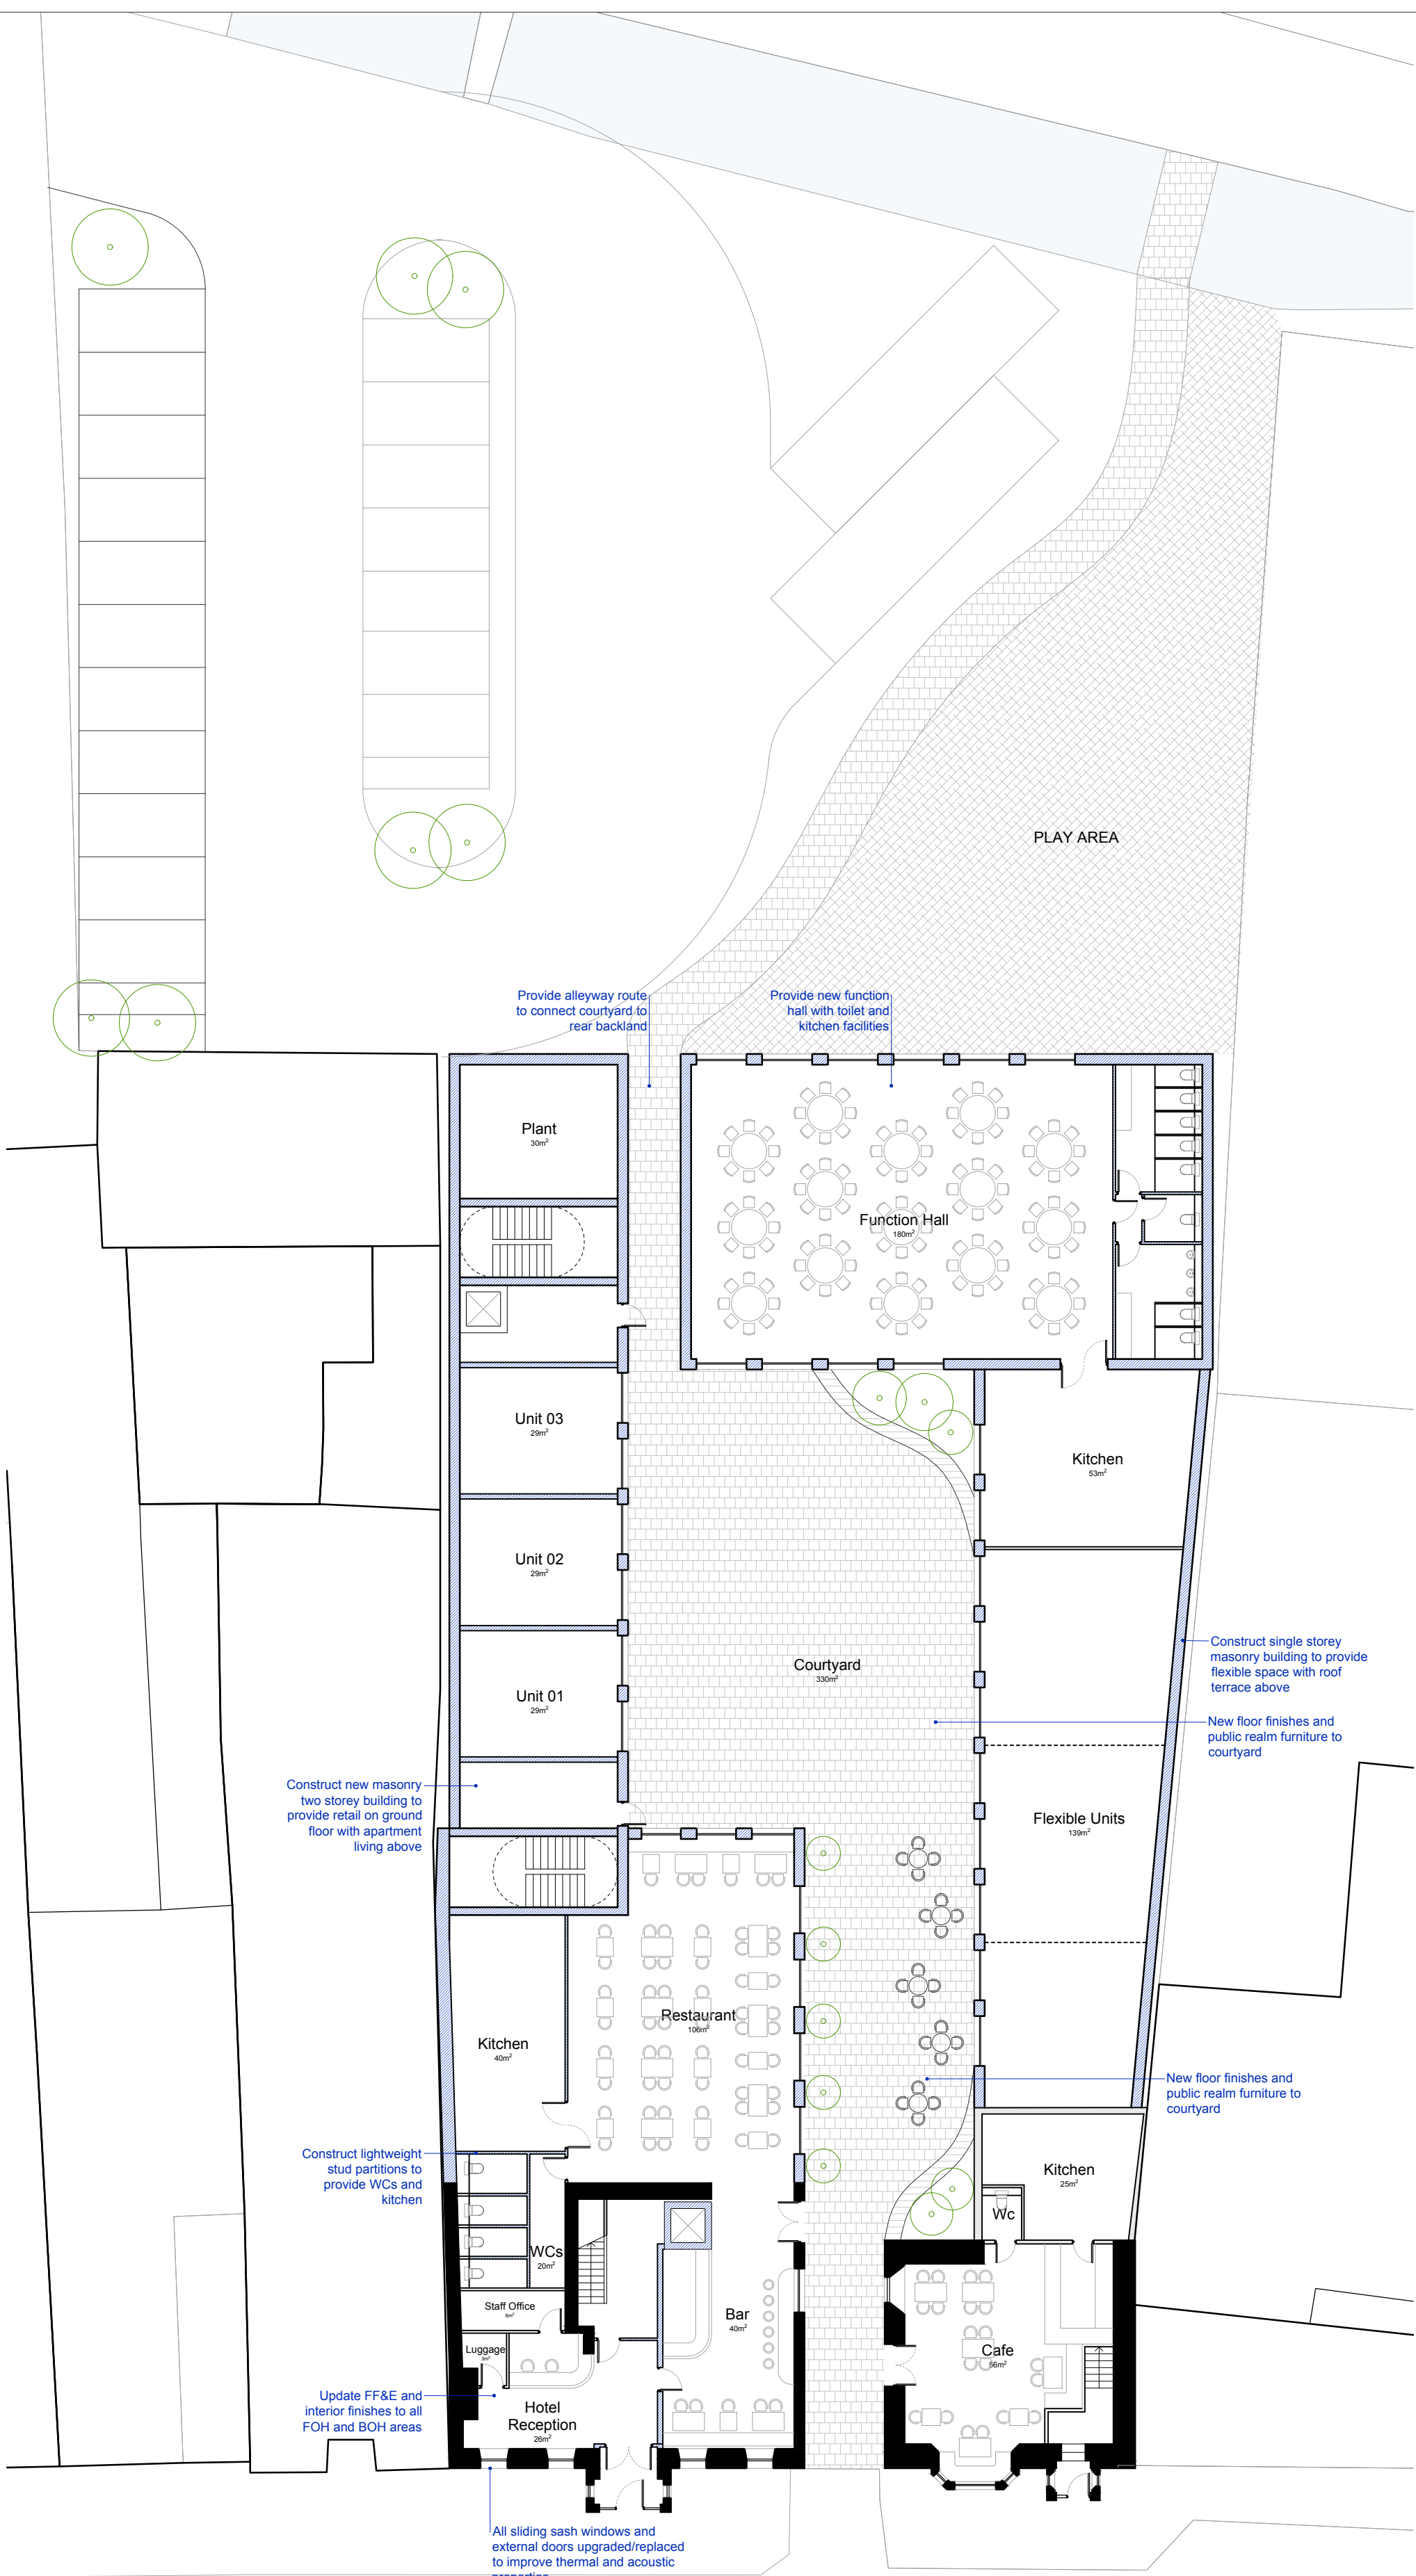 PLAY AREA
Provide alleyway route
to connect courtyard to
rear backland
Provide new function
hall with toilet and
kitchen facilities
Plant
30m²
Function Hall
180m²
Unit 03
29m²
Kitchen
53m²
Unit 02
29m²
Construct single storey
masonry building to provide
flexible space with roof
terrace above
Courtyard
330m²
Unit 01
29m²
New floor finishes and
public realm furniture to
courtyard
Construct new masonry
two storey building to
provide retail on ground
floor with apartment
living above
Flexible Units
139m²
Restaurant
106m²
Kitchen
40m²
New floor finishes and
public realm furniture to
courtyard
Construct lightweight
stud partitions to
provide WCs and
kitchen
Kitchen
25m²
Wc
WCs
20m²
Staff Office
6m²
Bar
40m²
Luggage
3m²
Cafe
56m²
Update FF&E and
interior finishes to all
FOH and BOH areas
Hotel
Reception
26m²
All sliding sash windows and
external doors upgraded/replaced
to improve thermal and acoustic